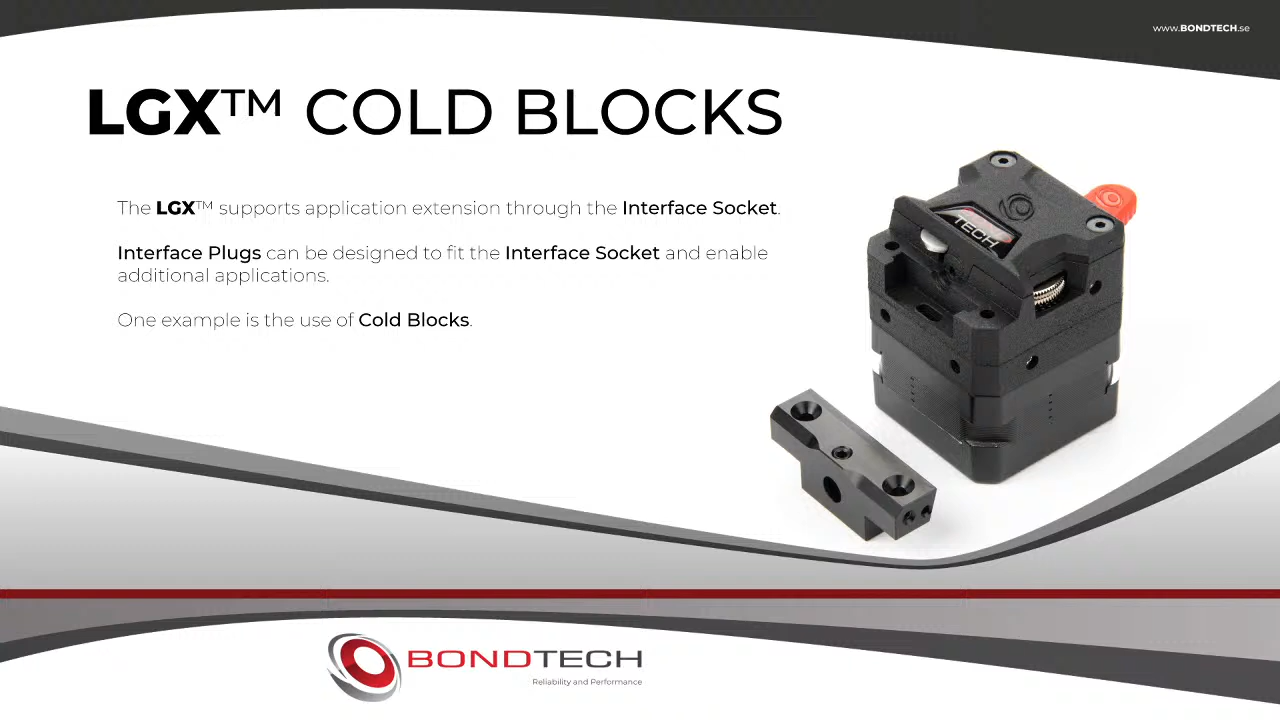 www.BONDTECH.se
LGX™ COLD BLOCKS
The LGX™ supports application extension through the Interface Socket.
Interface Plugs can be designed to fit the Interface Socket and enable
additional applications.
One example is the use of Cold Blocks.
TECH
BONDTECH
Reliability and Performance